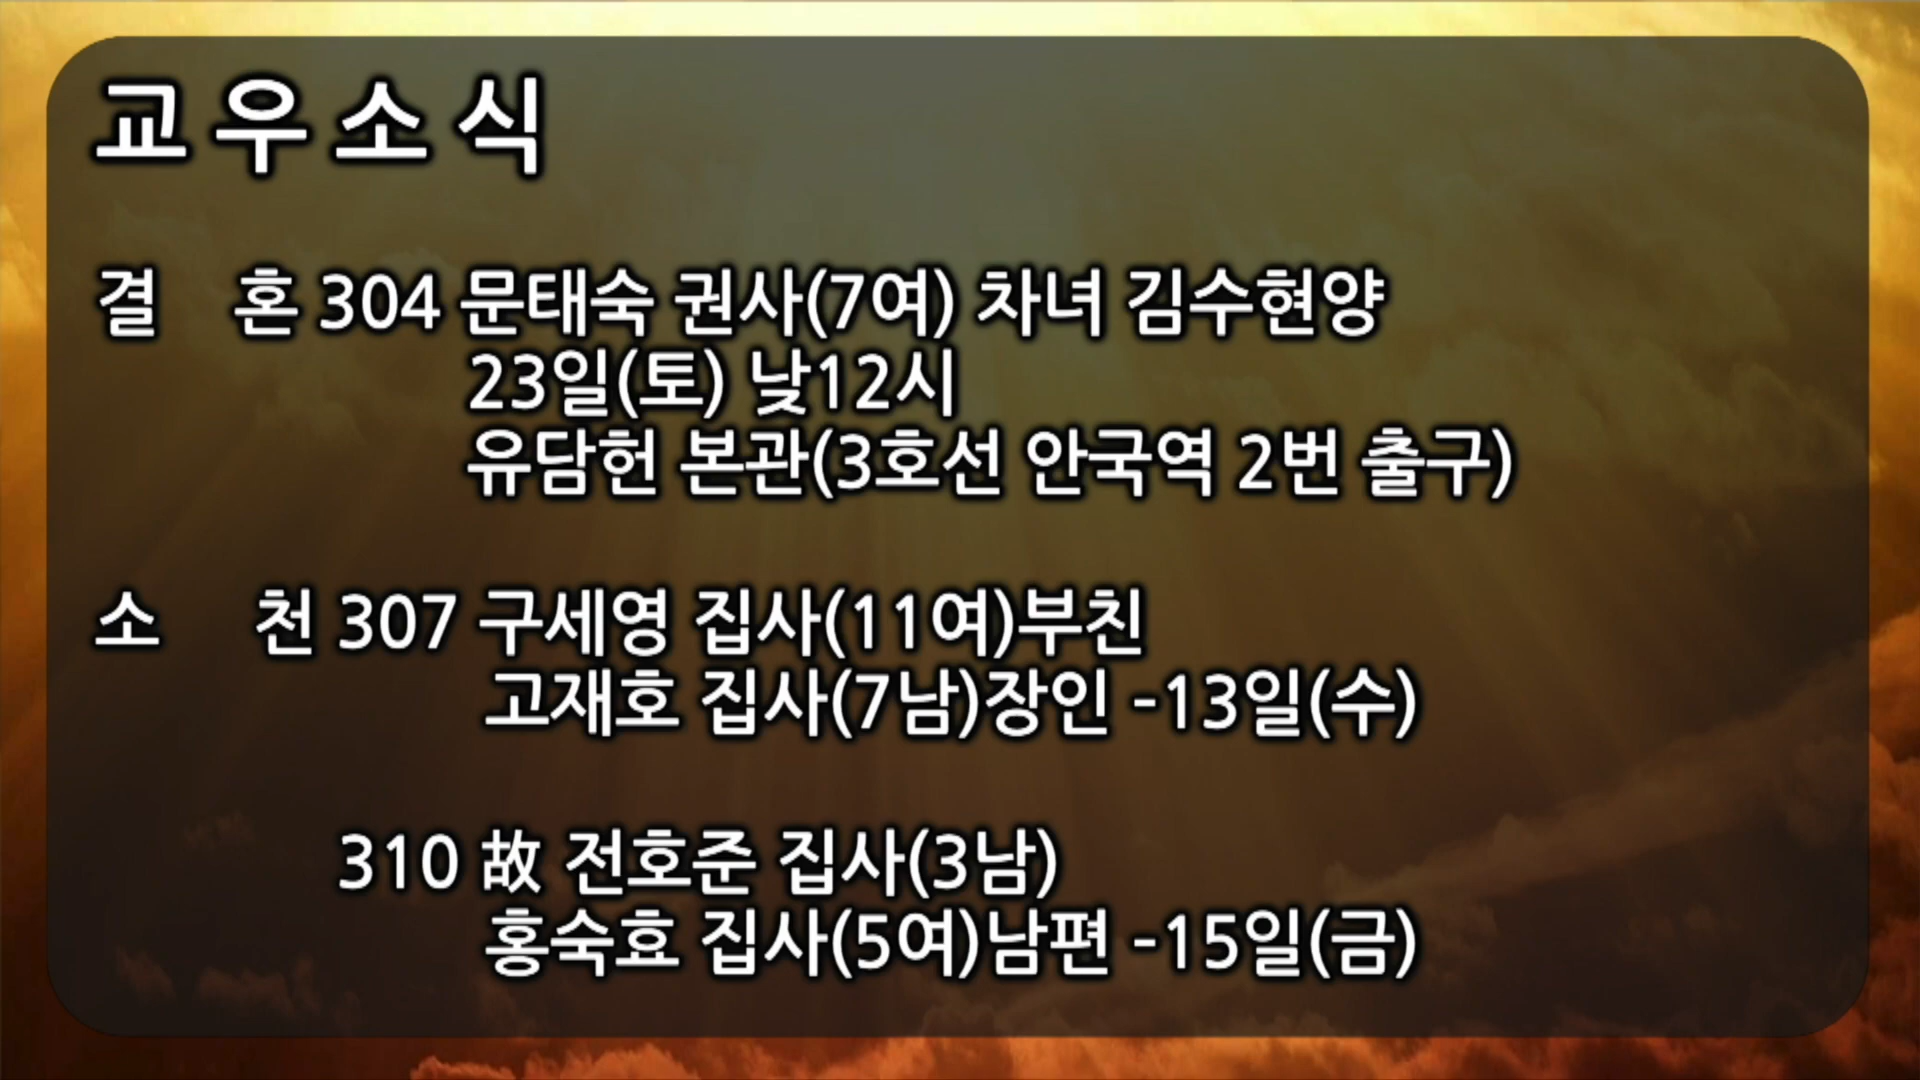 교우소식
결 혼 304 문태숙 권사(7여) 차녀 김수현양
23일(토) 낮12시
유담헌 본관(3호선 안국역 2번 출구)
소 천 307 구세영 집사(11여)부친
고재호 집사(7남)장인 -13일(수)
310 故 전호준 집사(3남)
홍숙효 집사(5여)남편 -15일(금)